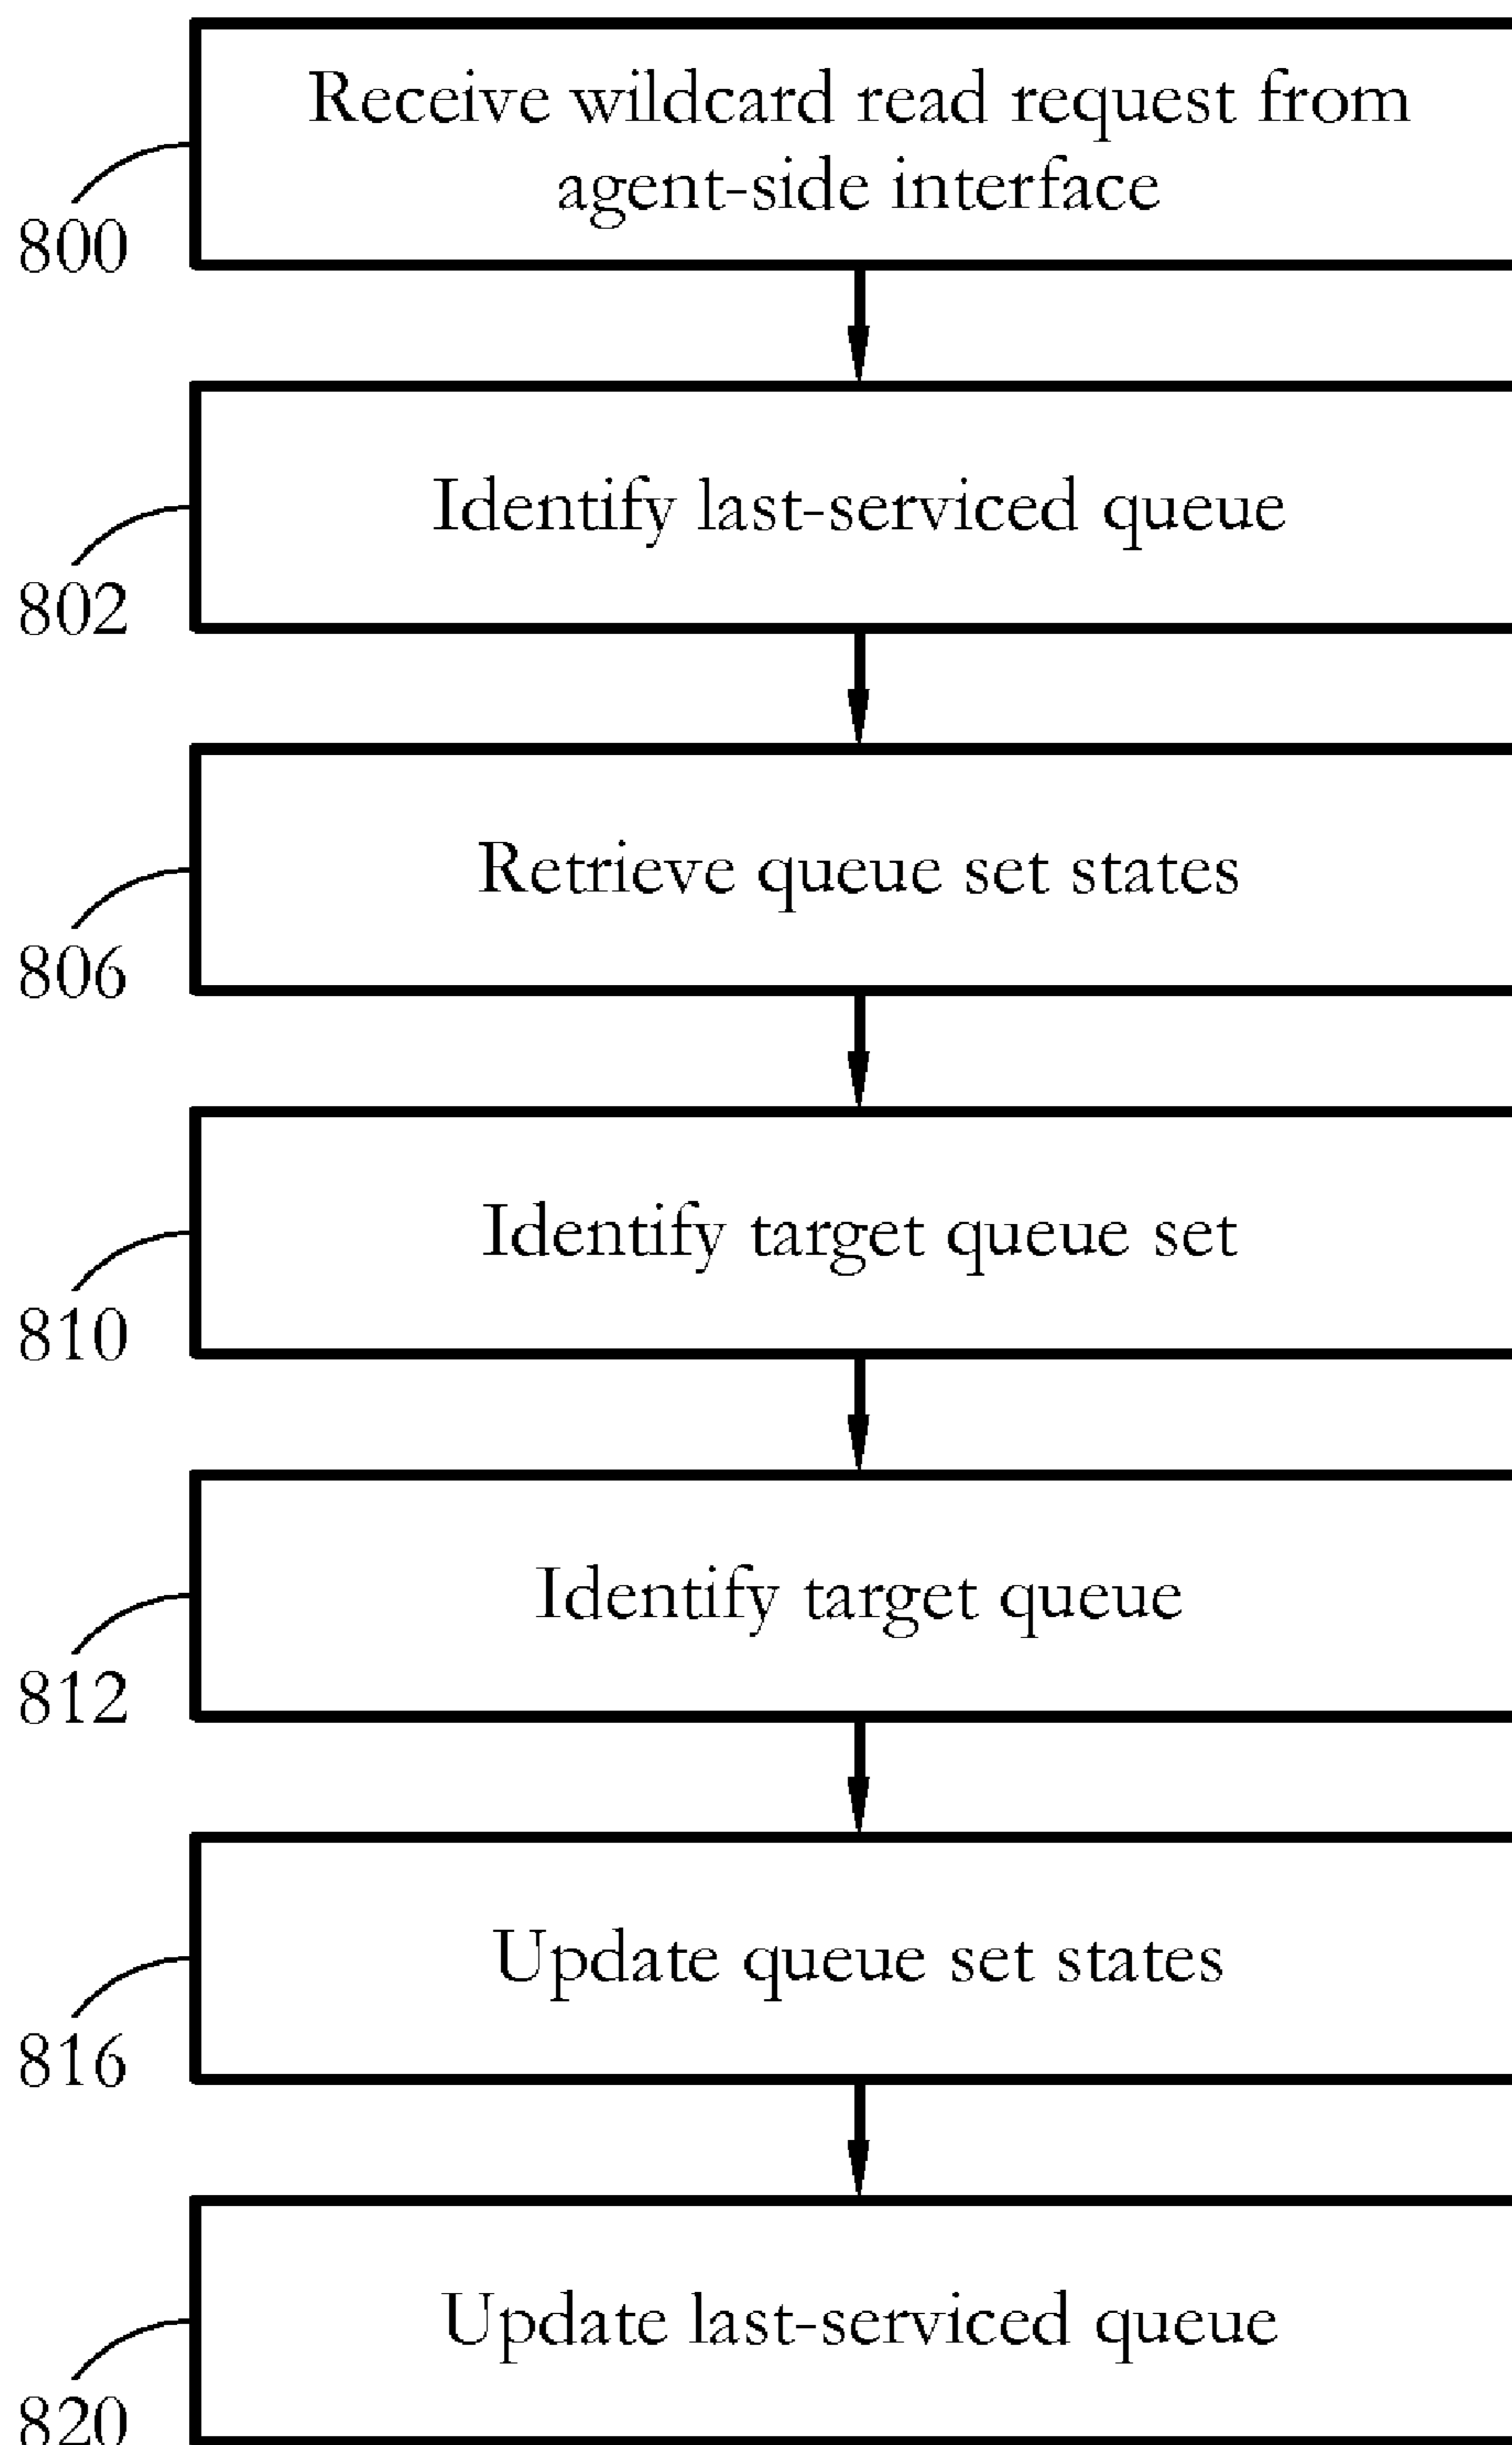 Receive wildcard read request from
agent-side interface
800
Identify last-serviced queue
802
Retrieve queue set states
806
Identify target queue set
810
Identify target queue
812
Update queue set states
816
Update last-serviced queue
820